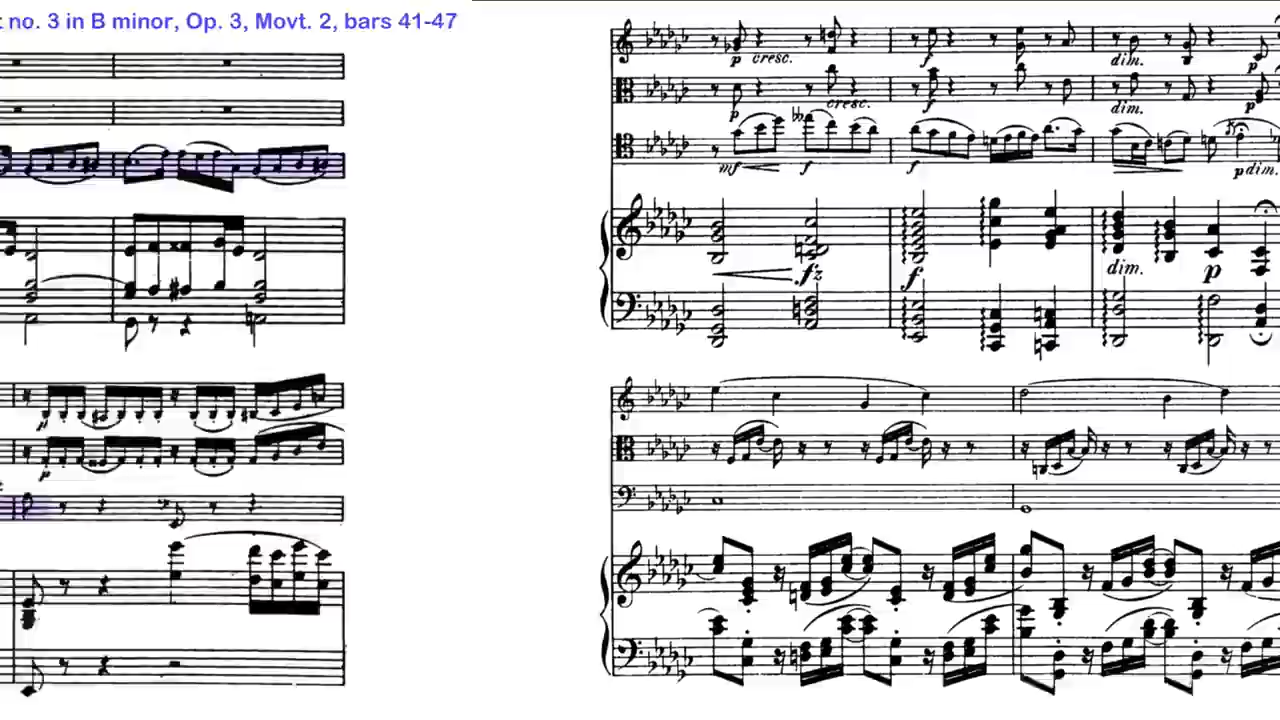 t no. 3 in B minor, Op. 3, Movt. 2, bars 41-47
p cresc. f dim. p
p cresc. f dim. p
mf f f p dim.
fz f dim. p
p
p